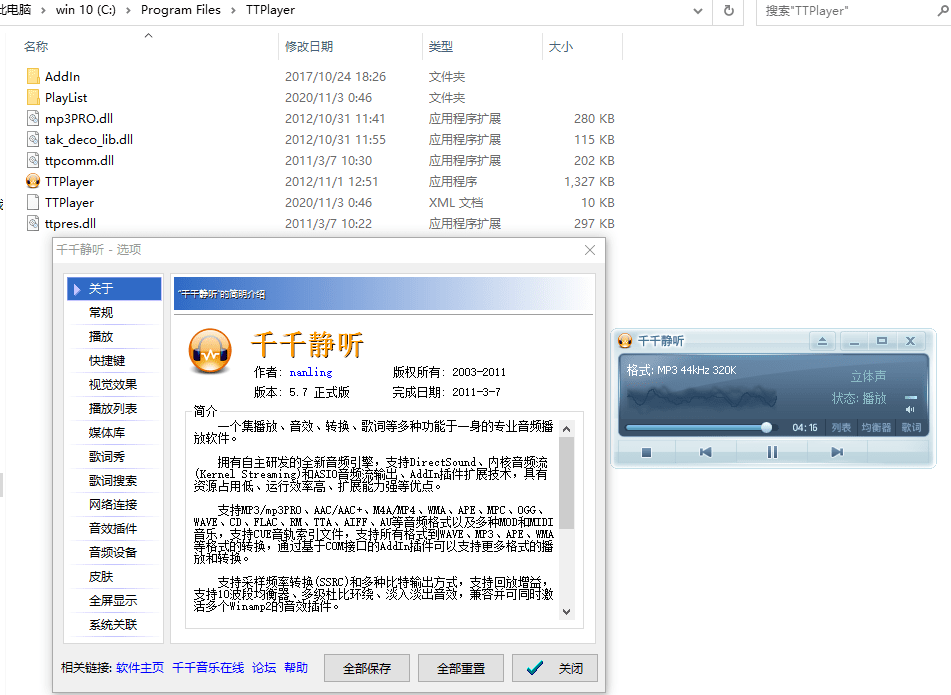 此电脑 › win 10 (C:) › Program Files › TTPlayer
搜索"TTPlayer"
名称 修改日期 类型 大小
AddIn 2017/10/24 18:26 文件夹
PlayList 2020/11/3 0:46 文件夹
mp3PRO.dll 2012/10/31 11:41 应用程序扩展 280 KB
tak_deco_lib.dll 2012/10/31 11:55 应用程序扩展 115 KB
ttpcomm.dll 2011/3/7 10:30 应用程序扩展 202 KB
TTPlayer 2012/11/1 12:51 应用程序 1,327 KB
TTPlayer 2020/11/3 0:46 XML 文档 10 KB
ttpres.dll 2011/3/7 10:22 应用程序扩展 297 KB
千千静听 - 选项
关于
常规
播放
快捷键
视觉效果
播放列表
媒体库
歌词秀
歌词搜索
网络连接
音效插件
音频设备
皮肤
全屏显示
系统关联
"千千静听"的简明介绍
千千静听
作者: nanling 版权所有: 2003-2011
版本: 5.7 正式版 完成日期: 2011-3-7
简介
一个集播放、音效、转换、歌词等多种功能于一身的专业音频播
放软件。
拥有自主研发的全新音频引擎，支持DirectSound、内核音频流
(Kernel Streaming)和ASIO音频流输出、AddIn插件扩展技术，具有
资源占用低、运行效率高、扩展能力强等优点。
支持MP3/mp3PRO、AAC/AAC+、M4A/MP4、WMA、APE、MPC、OGG、
WAVE、CD、FLAC、RM、TTA、AIFF、AU等音频格式以及多种MOD和MIDI
音乐，支持CUE音轨索引文件，支持所有格式到WAVE、MP3、APE、WMA
等格式的转换，通过基于COM接口的AddIn插件可以支持更多格式的播
放和转换。
支持采样频率转换(SSRC)和多种比特输出方式，支持回放增益，
支持10波段均衡器、多级杜比环绕、淡入淡出音效，兼容并可同时激
活多个Winamp2的音效插件。
相关链接: 软件主页 千千音乐在线 论坛 帮助
全部保存 全部重置 关闭
千千静听
格式: MP3 44kHz 320K
立体声
状态: 播放
04:16 列表 均衡器 歌词